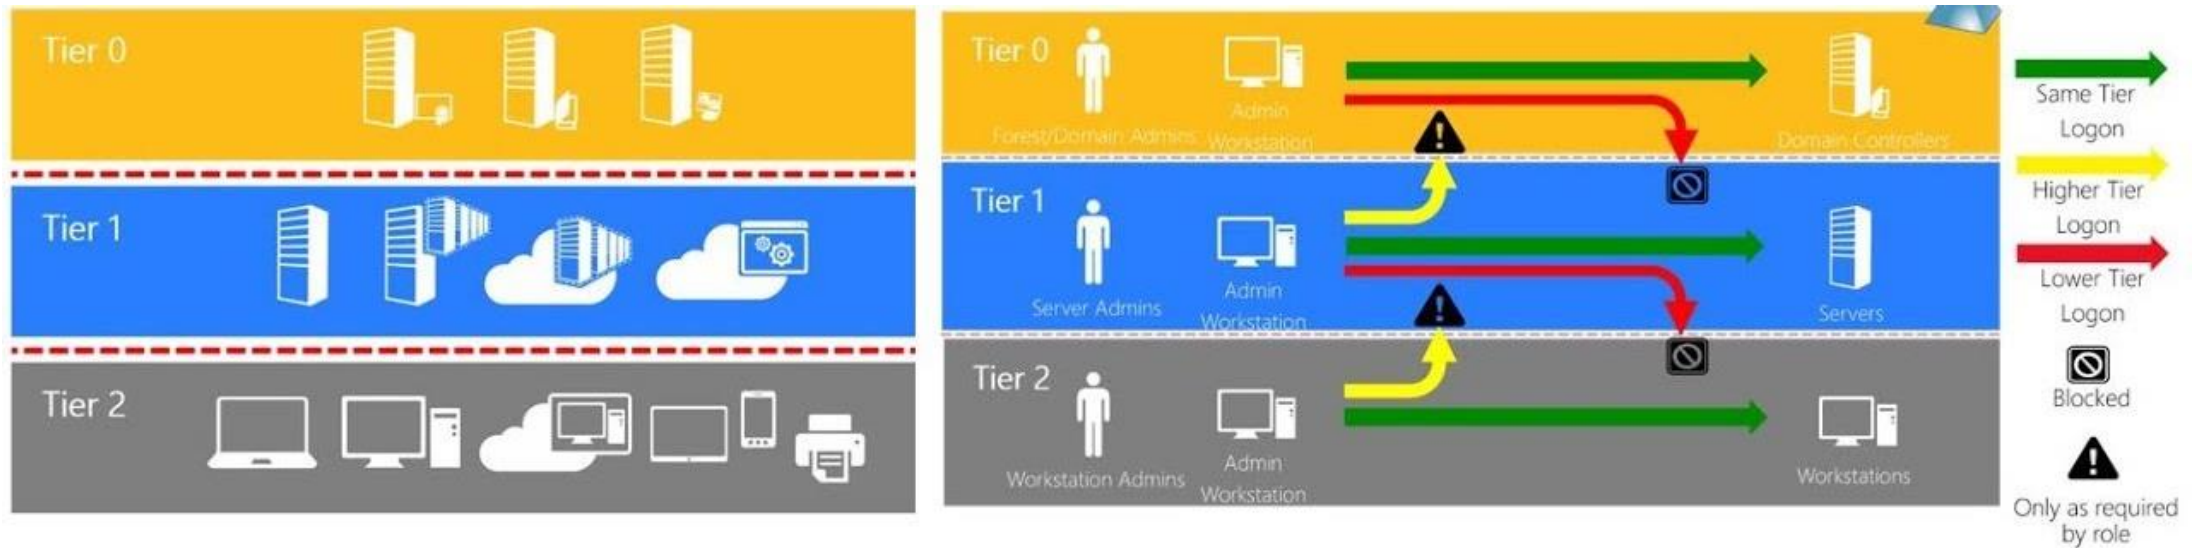 Tier 0
Tier 1
Tier 2
Tier 0
Forest/Domain Admins
Admin
Workstation
Domain Controllers
Tier 1
Server Admins
Admin
Workstation
Servers
Tier 2
Workstation Admins
Admin
Workstation
Workstations
Same Tier
Logon
Higher Tier
Logon
Lower Tier
Logon
Blocked
Only as required
by role